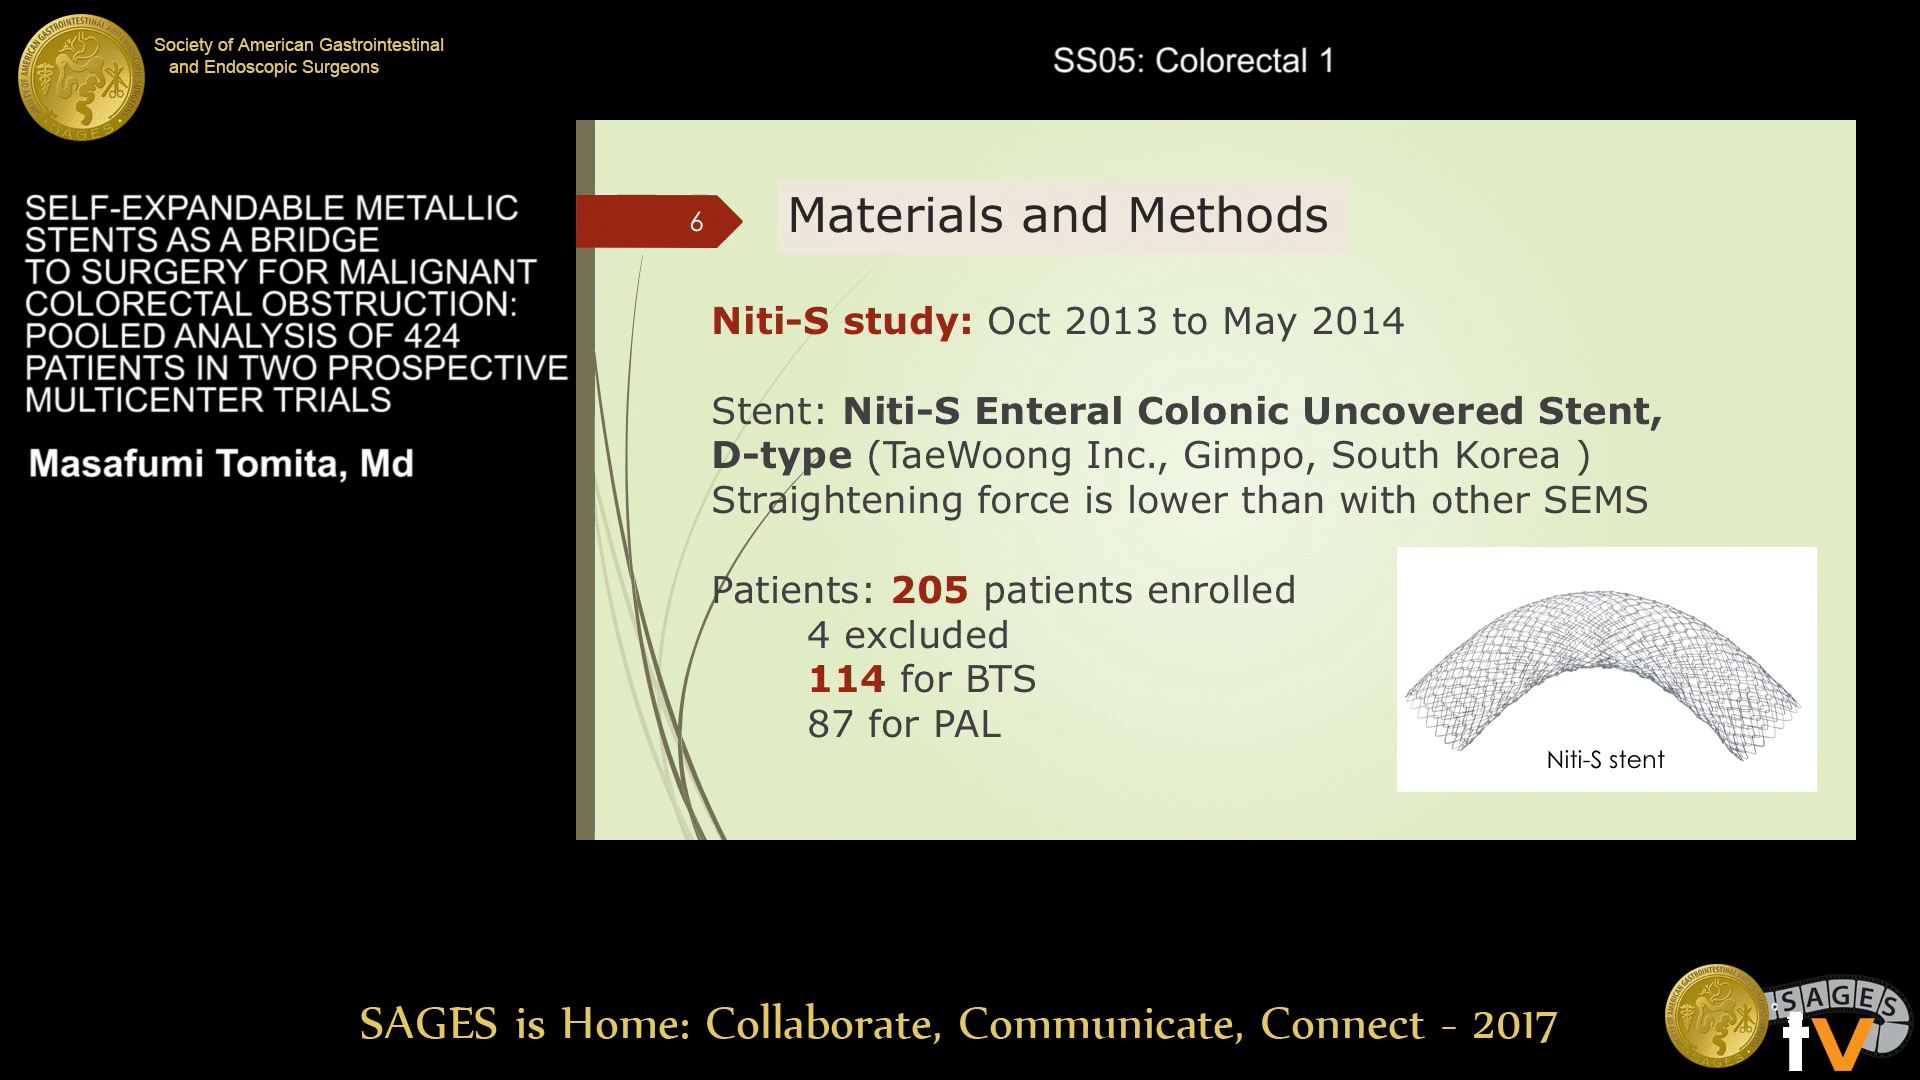 Society of American Gastrointestinal
and Endoscopic Surgeons
SS05: Colorectal 1
SELF-EXPANDABLE METALLIC
STENTS AS A BRIDGE
TO SURGERY FOR MALIGNANT
COLORECTAL OBSTRUCTION:
POOLED ANALYSIS OF 424
PATIENTS IN TWO PROSPECTIVE
MULTICENTER TRIALS
Masafumi Tomita, Md
6
Materials and Methods
Niti-S study: Oct 2013 to May 2014
Stent: Niti-S Enteral Colonic Uncovered Stent,
D-type (TaeWoong Inc., Gimpo, South Korea )
Straightening force is lower than with other SEMS
Patients: 205 patients enrolled
4 excluded
114 for BTS
87 for PAL
Niti-S stent
SAGES is Home: Collaborate, Communicate, Connect - 2017
SAGES
tv